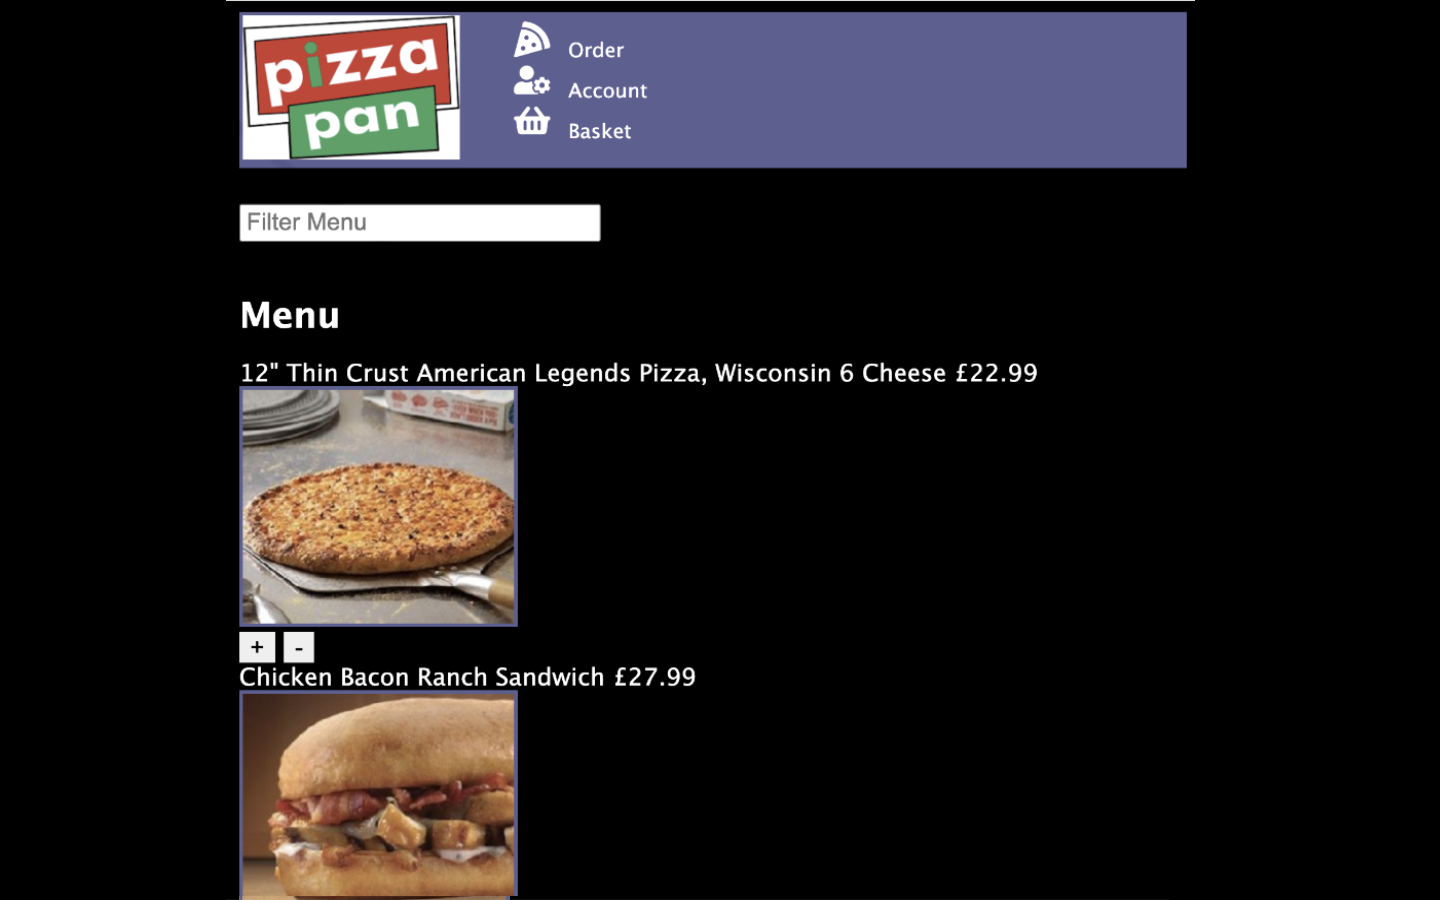 pizza
pan
Order
Account
Basket
Filter Menu
Menu
12" Thin Crust American Legends Pizza, Wisconsin 6 Cheese £22.99
+ -
Chicken Bacon Ranch Sandwich £27.99